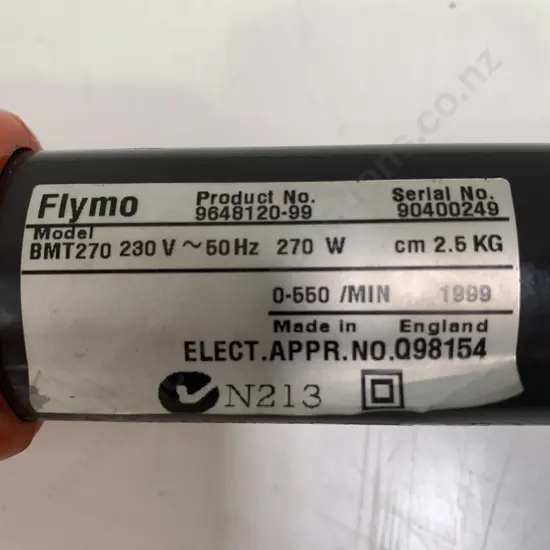 Flymo Product No. Serial No.
9648120-99 90400249
Model
BMT270 230 V ~ 50 Hz 270 W cm 2.5 KG
0-550 /MIN 1999
Made in England
ELECT.APPR.NO.Q98154
N213